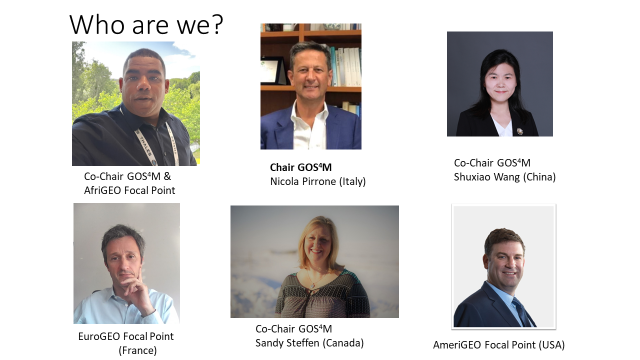 Who are we?
Co-Chair GOS⁴M &
AfriGEO Focal Point
Chair GOS⁴M
Nicola Pirrone (Italy)
Co-Chair GOS⁴M
Shuxiao Wang (China)
EuroGEO Focal Point
(France)
Co-Chair GOS⁴M
Sandy Steffen (Canada)
AmeriGEO Focal Point (USA)